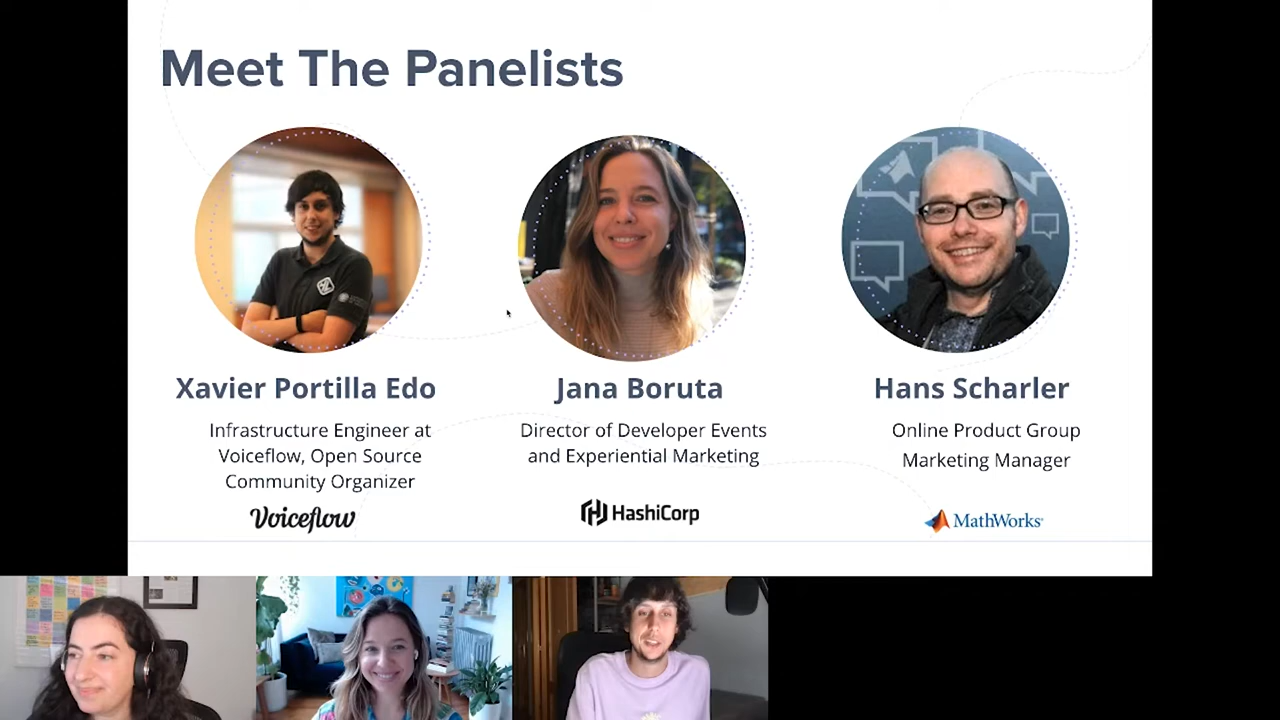 Meet The Panelists
Xavier Portilla Edo
Infrastructure Engineer at
Voiceflow, Open Source
Community Organizer
Voiceflow
Jana Boruta
Director of Developer Events
and Experiential Marketing
HashiCorp
Hans Scharler
Online Product Group
Marketing Manager
MathWorks